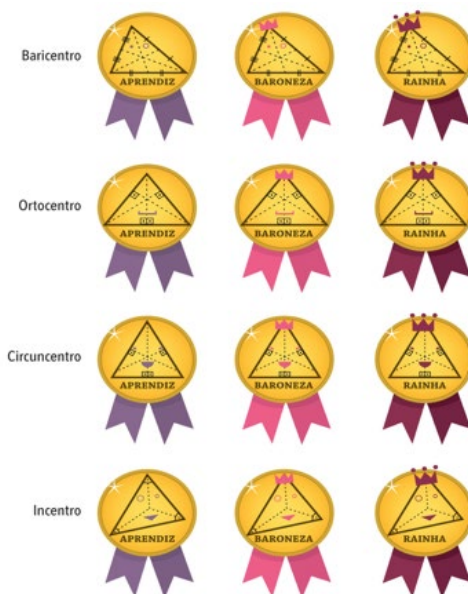 Baricentro
APRENDIZ BARONEZA RAINHA
Ortocentro
APRENDIZ BARONEZA RAINHA
Circuncentro
APRENDIZ BARONEZA RAINHA
Incentro
APRENDIZ BARONEZA RAINHA